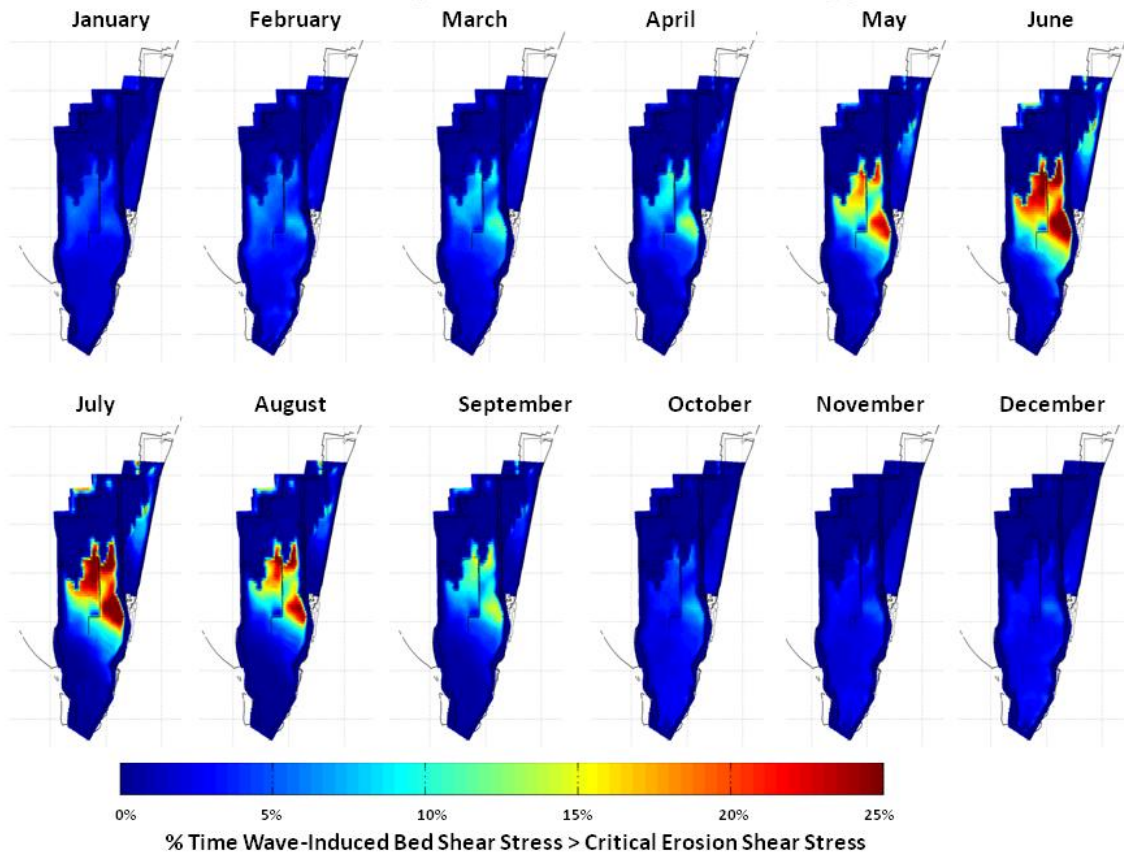 January February March April May June
July August September October November December
0% 5% 10% 15% 20% 25%
% Time Wave-Induced Bed Shear Stress > Critical Erosion Shear Stress